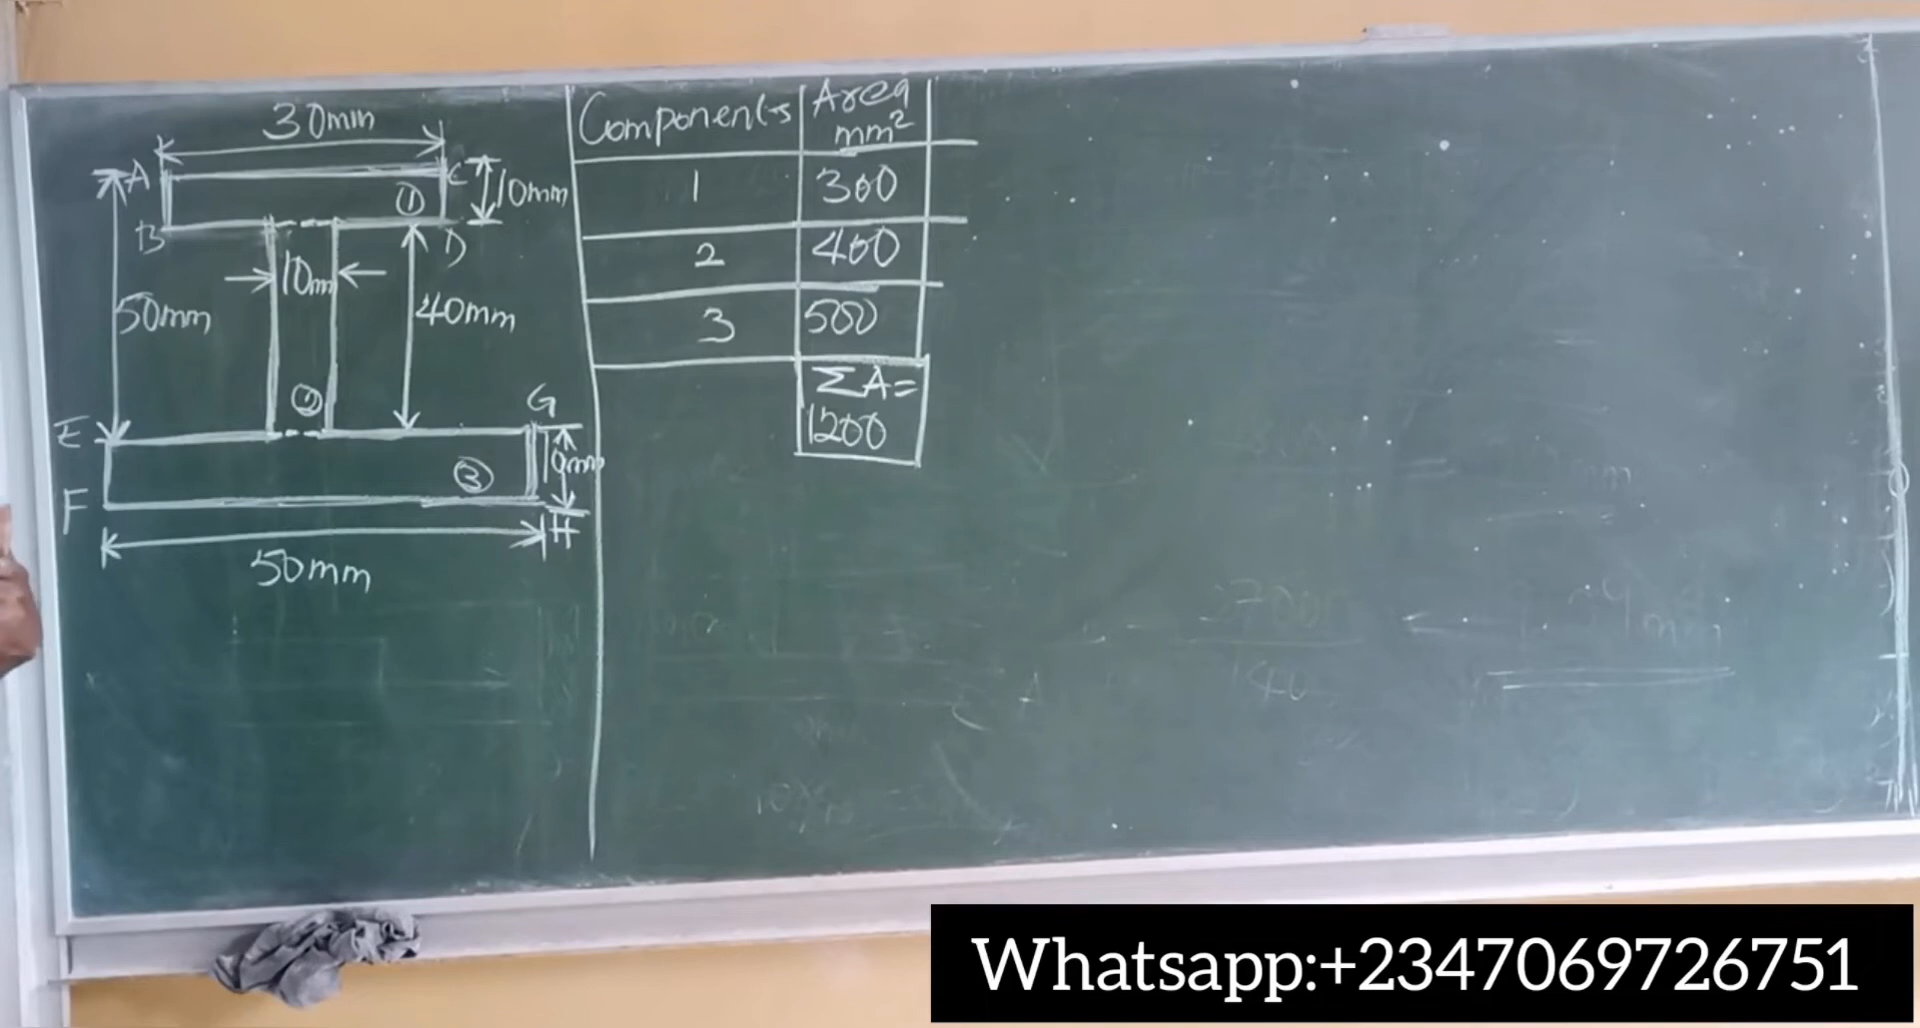 30mm
A
C
10mm
①
B
D
10m
50mm
40mm
②
G
E
10mm
③
F
H
50mm
Components
Area
mm²
1
300
2
400
3
500
ΣA=
1200
Whatsapp:+2347069726751